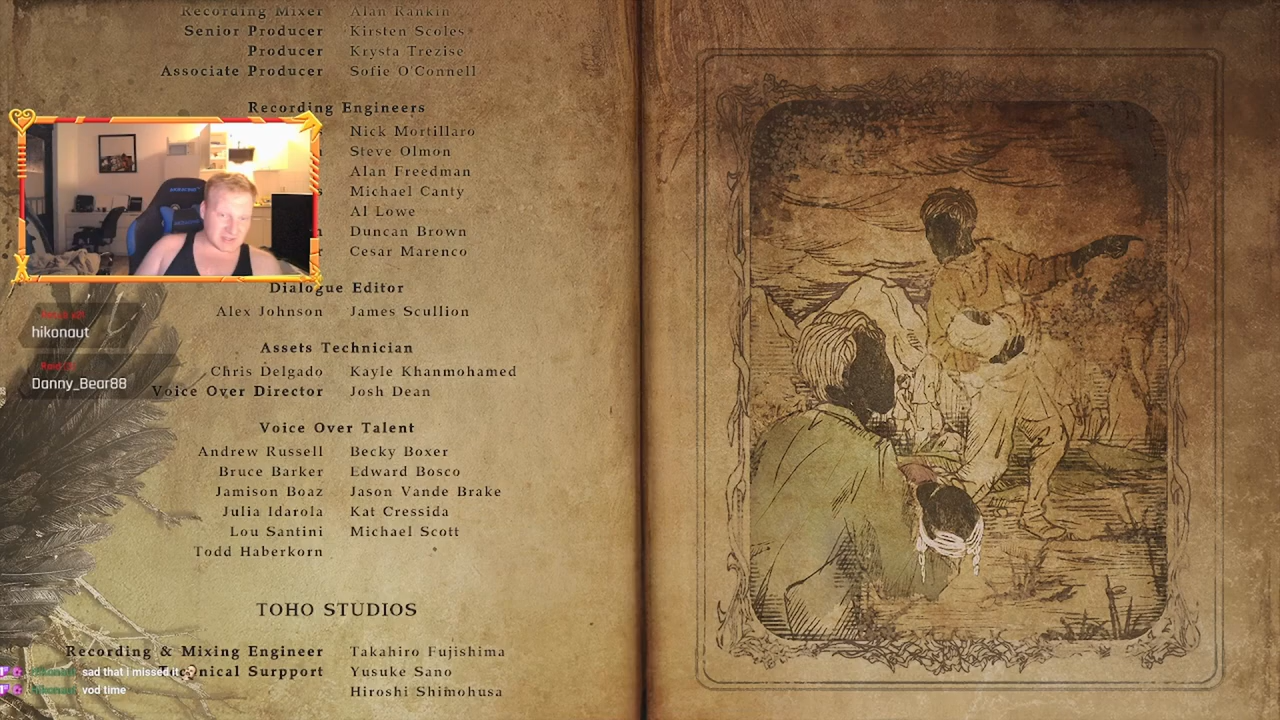 Recording Mixer Alan Rankin
Senior Producer Kirsten Scoles
Producer Krysta Trezise
Associate Producer Sofie O'Connell
Recording Engineers
Nick Mortillaro
Steve Olmon
Alan Freedman
Michael Canty
Al Lowe
Duncan Brown
Cesar Marenco
Dialogue Editor
Alex Johnson James Scullion
Assets Technician
Chris Delgado Kayle Khanmohamed
Voice Over Director Josh Dean
Voice Over Talent
Andrew Russell Becky Boxer
Bruce Barker Edward Bosco
Jamison Boaz Jason Vande Brake
Julia Idarola Kat Cressida
Lou Santini Michael Scott
Todd Haberkorn
TOHO STUDIOS
Recording & Mixing Engineer Takahiro Fujishima
Technical Surpport Yusuke Sano
Hiroshi Shimohusa
hikonaut
Danny_Bear88
hikonaut sad that i missed it
hikonaut vod time